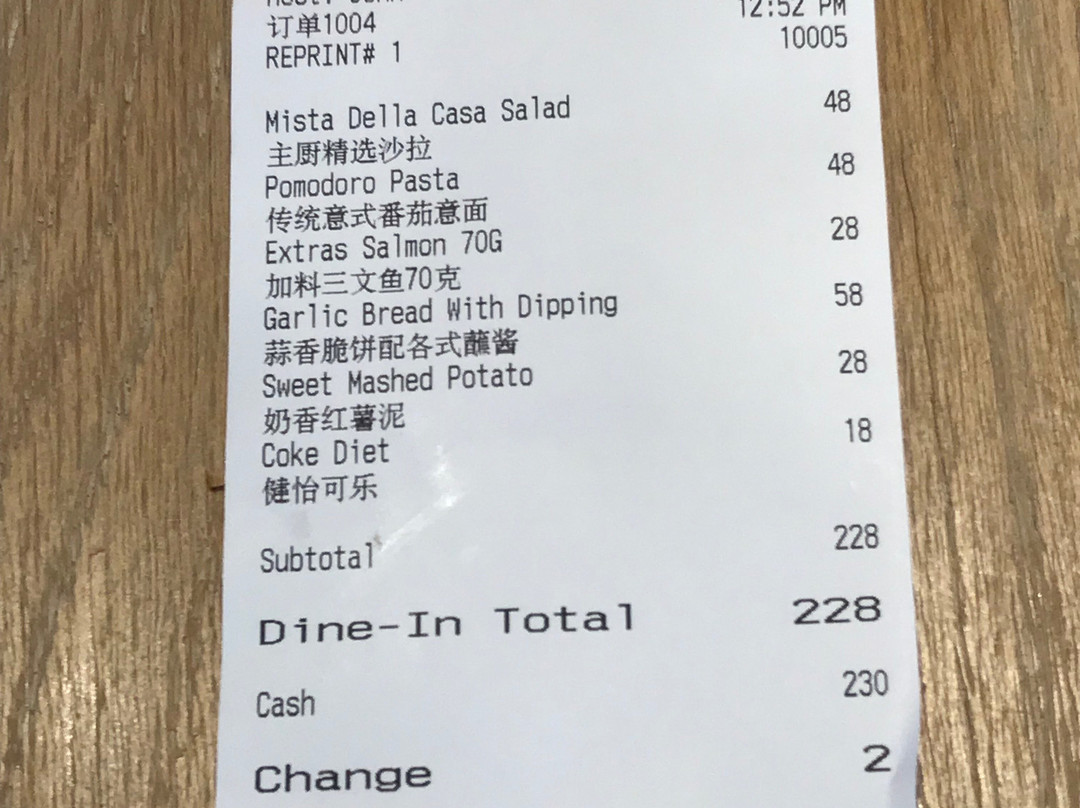 订单1004
12:52 PM
REPRINT# 1 10005
Mista Della Casa Salad 48
主厨精选沙拉
Pomodoro Pasta 48
传统意式番茄意面
Extras Salmon 70G 28
加料三文鱼70克
Garlic Bread With Dipping 58
蒜香脆饼配各式蘸酱
Sweet Mashed Potato 28
奶香红薯泥
Coke Diet 18
健怡可乐
Subtotal 228
Dine-In Total 228
Cash 230
Change 2